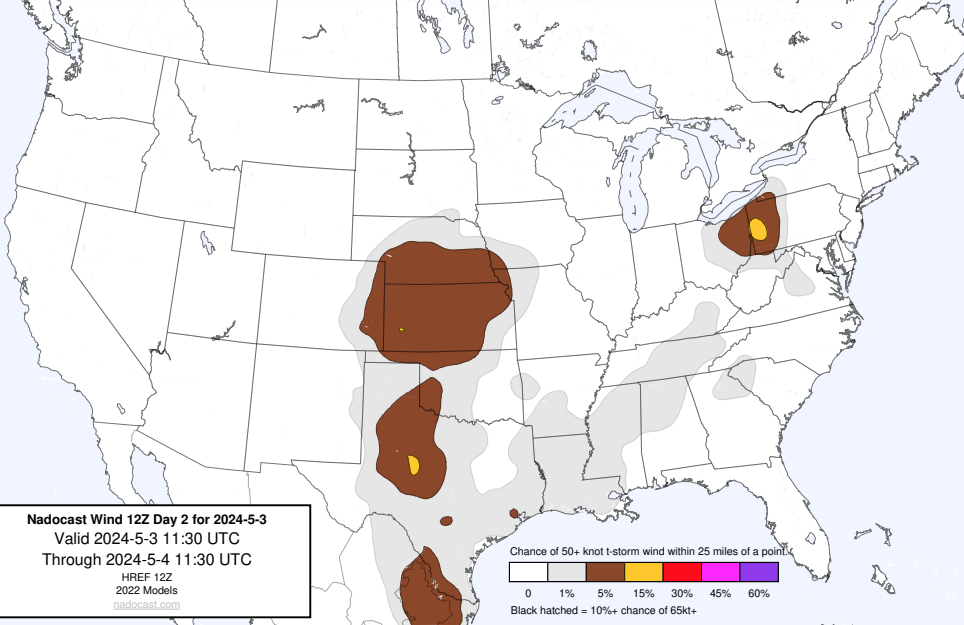 Nadocast Wind 12Z Day 2 for 2024-5-3
Valid 2024-5-3 11:30 UTC
Through 2024-5-4 11:30 UTC
HREF 12Z
2022 Models
nadocast.com
Chance of 50+ knot t-storm wind within 25 miles of a point.
0 1% 5% 15% 30% 45% 60%
Black hatched = 10%+ chance of 65kt+